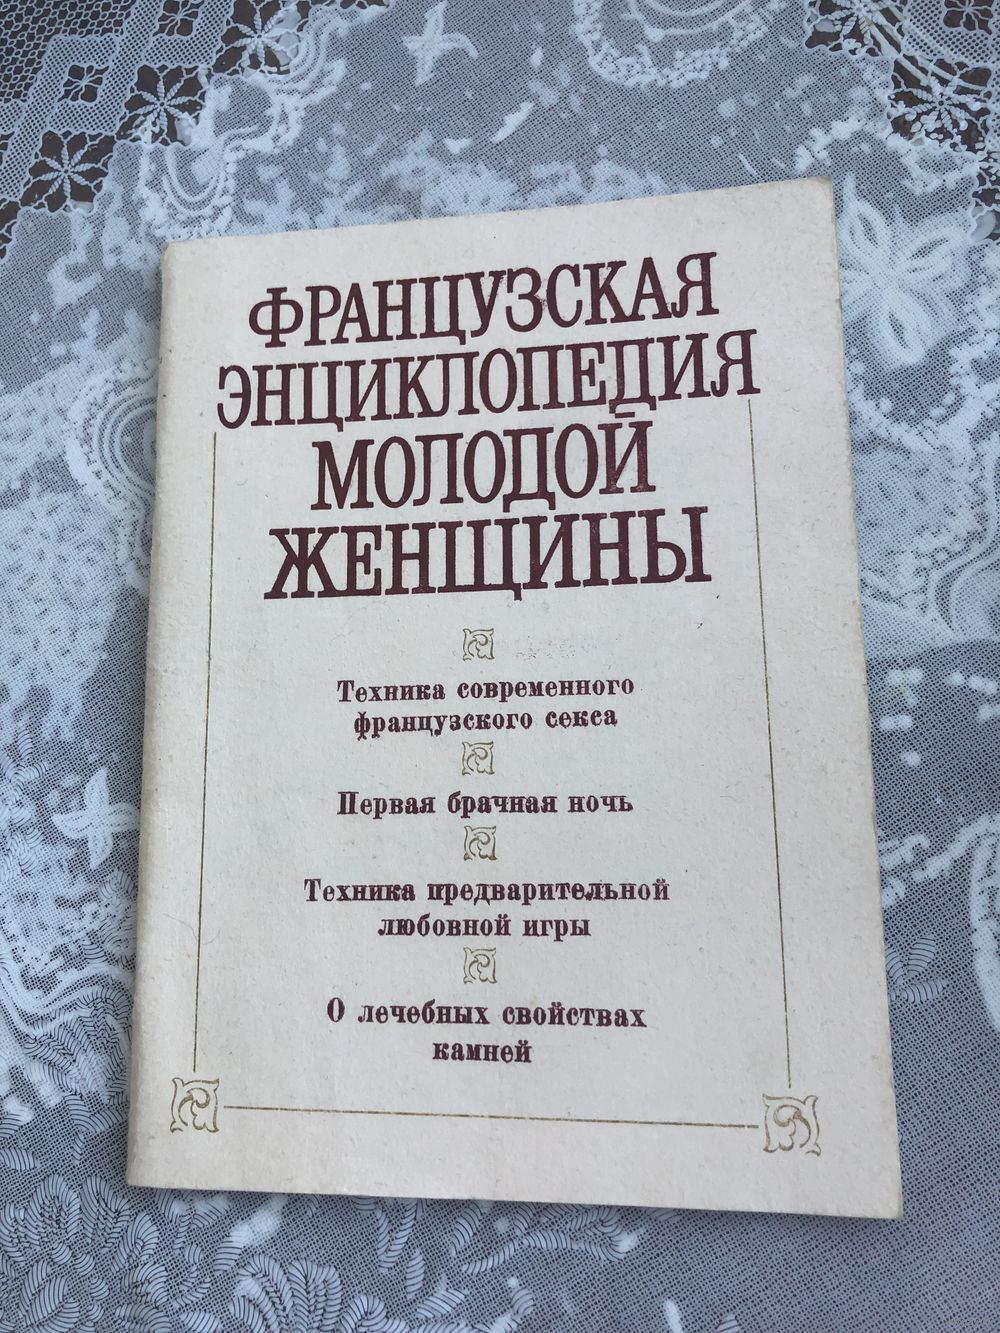 ФРАНЦУЗСКАЯ
ЭНЦИКЛОПЕДИЯ
МОЛОДОЙ
ЖЕНЩИНЫ
Техника современного
французского секса
Первая брачная ночь
Техника предварительной
любовной игры
О лечебных свойствах
камней